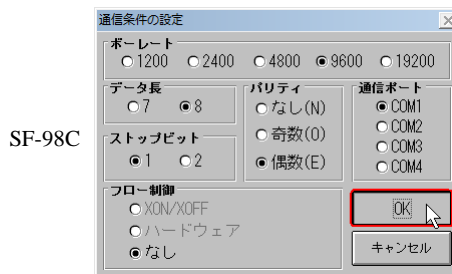 通信条件の設定
ボーレート
1200 2400 4800 9600 19200
データ長
7 8
パリティ
なし(N)
奇数(O)
偶数(E)
通信ポート
COM1
COM2
COM3
COM4
SF-98C
ストップビット
1 2
フロー制御
XON/XOFF
ハードウェア
なし
OK
キャンセル